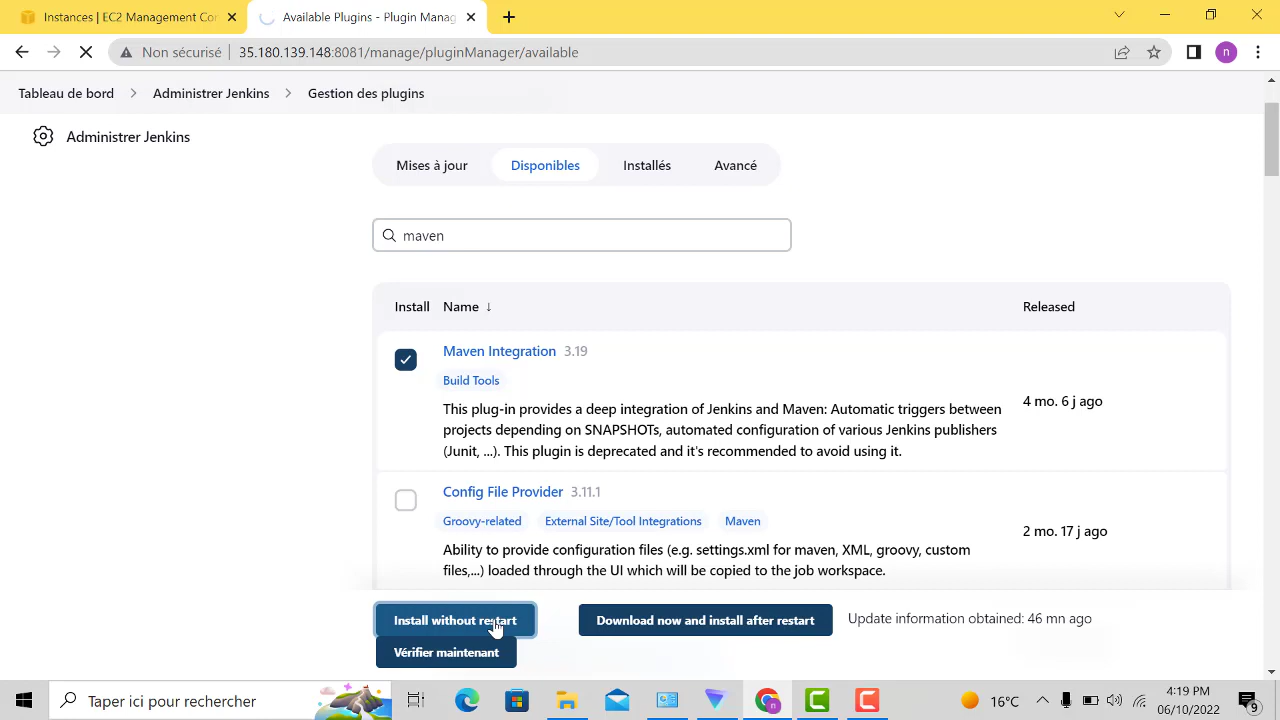 Instances | EC2 Management Con
Available Plugins - Plugin Manag
Non sécurisé
35.180.139.148:8081/manage/pluginManager/available
n
Tableau de bord
Administrer Jenkins
Gestion des plugins
Administrer Jenkins
Mises à jour
Disponibles
Installés
Avancé
maven
Install
Name ↓
Released
Maven Integration 3.19
Build Tools
This plug-in provides a deep integration of Jenkins and Maven: Automatic triggers between
projects depending on SNAPSHOTs, automated configuration of various Jenkins publishers
(Junit, ...). This plugin is deprecated and it's recommended to avoid using it.
4 mo. 6 j ago
Config File Provider 3.11.1
Groovy-related
External Site/Tool Integrations
Maven
Ability to provide configuration files (e.g. settings.xml for maven, XML, groovy, custom
files,...) loaded through the UI which will be copied to the job workspace.
2 mo. 17 j ago
Install without restart
Download now and install after restart
Update information obtained: 46 mn ago
Vérifier maintenant
Taper ici pour rechercher
n
16°C
4:19 PM
06/10/2022
9